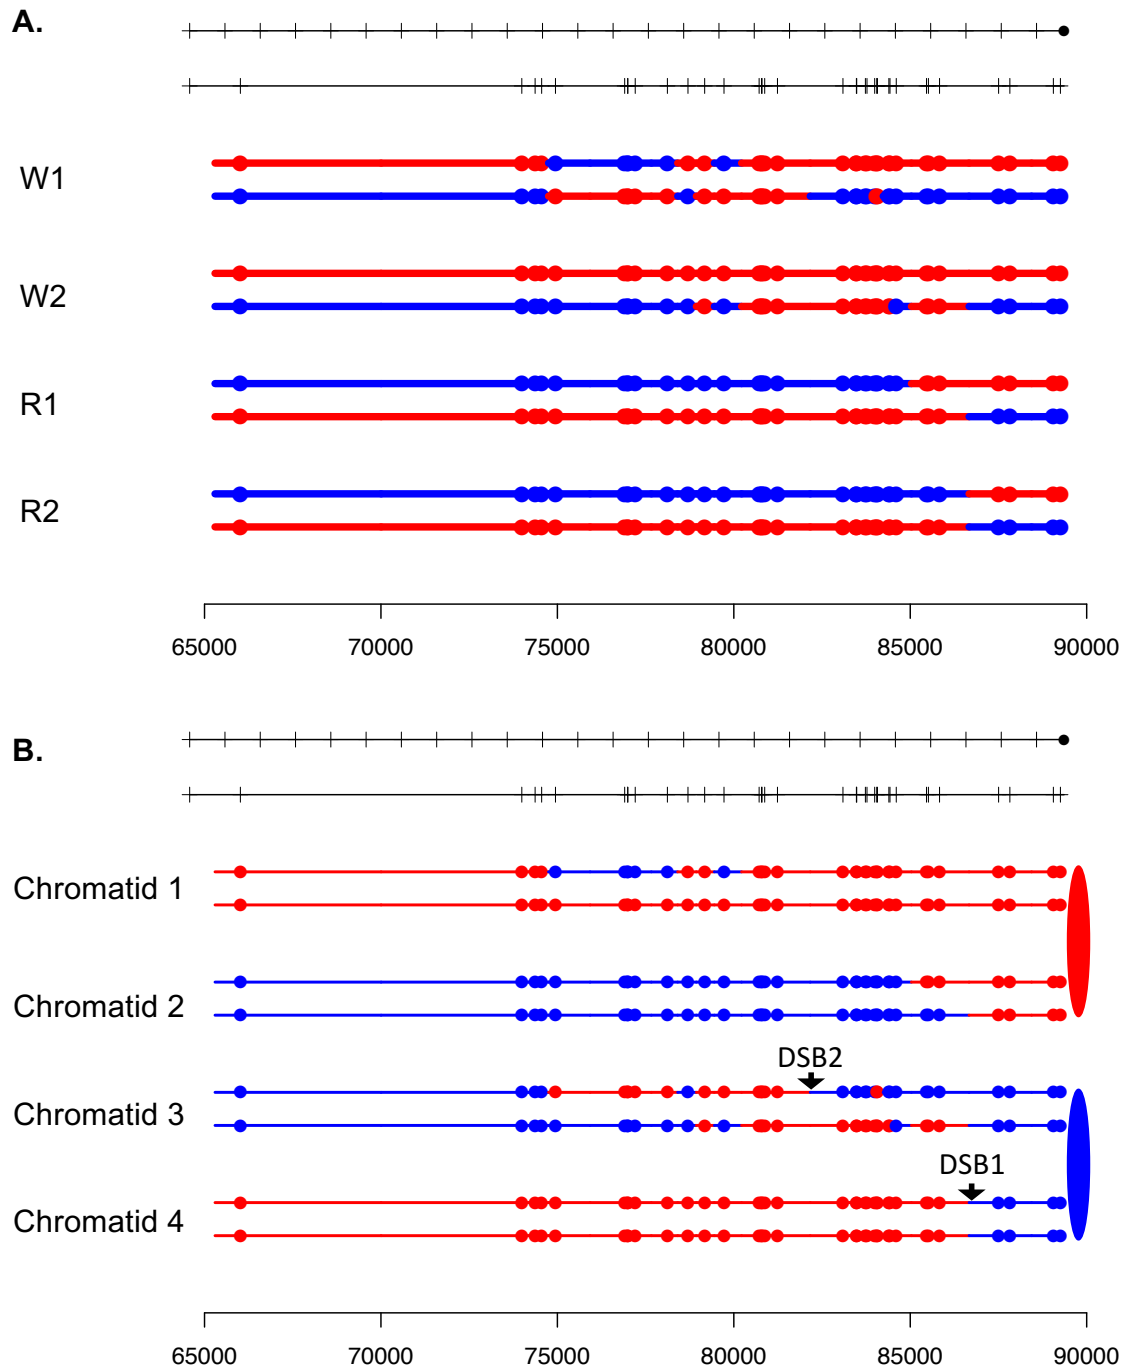 A.
W1
W2
R1
R2
65000 70000 75000 80000 85000 90000
B.
Chromatid 1
Chromatid 2
DSB2
Chromatid 3
DSB1
Chromatid 4
65000 70000 75000 80000 85000 90000